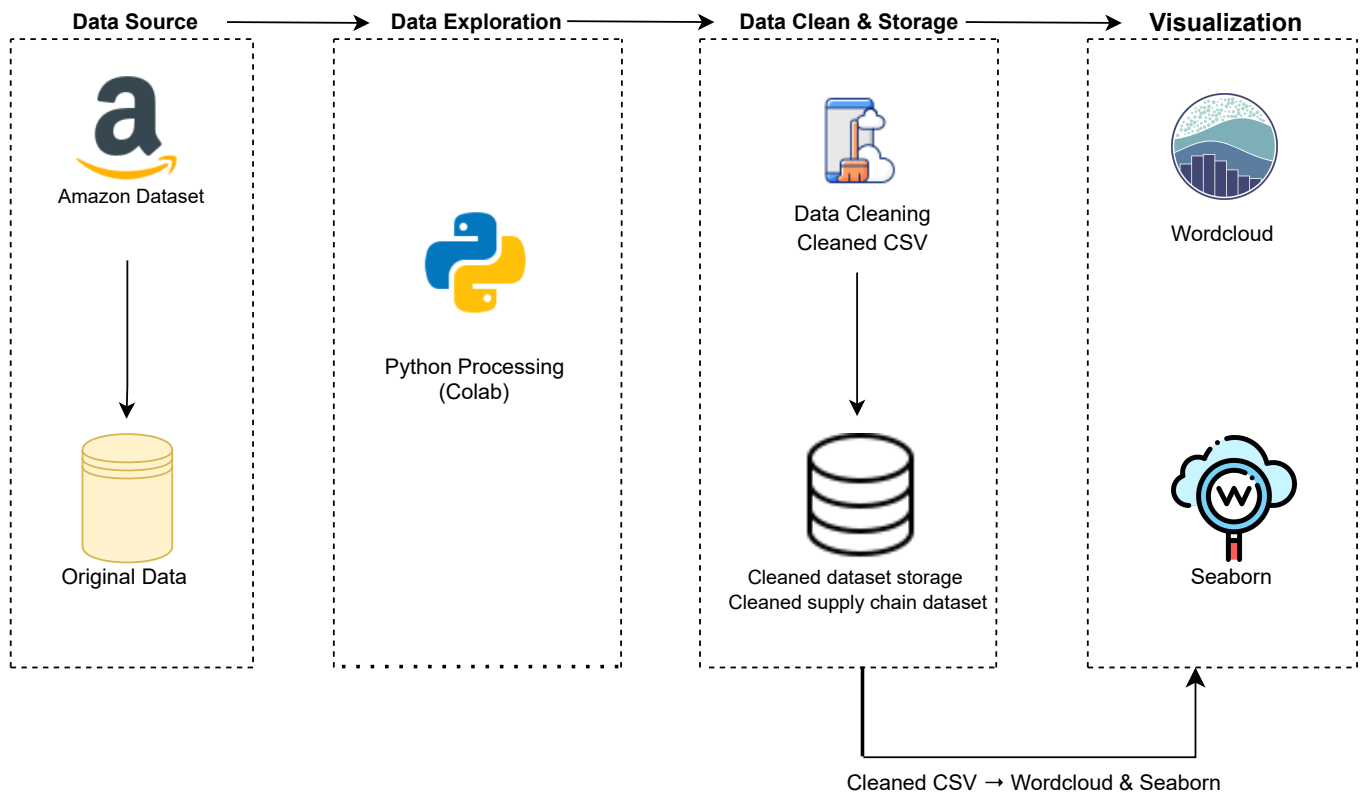 Data Source
Data Exploration
Data Clean & Storage
Visualization
Amazon Dataset
Original Data
Python Processing
(Colab)
Data Cleaning
Cleaned CSV
Cleaned dataset storage
Cleaned supply chain dataset
Wordcloud
W
Seaborn
Cleaned CSV → Wordcloud & Seaborn